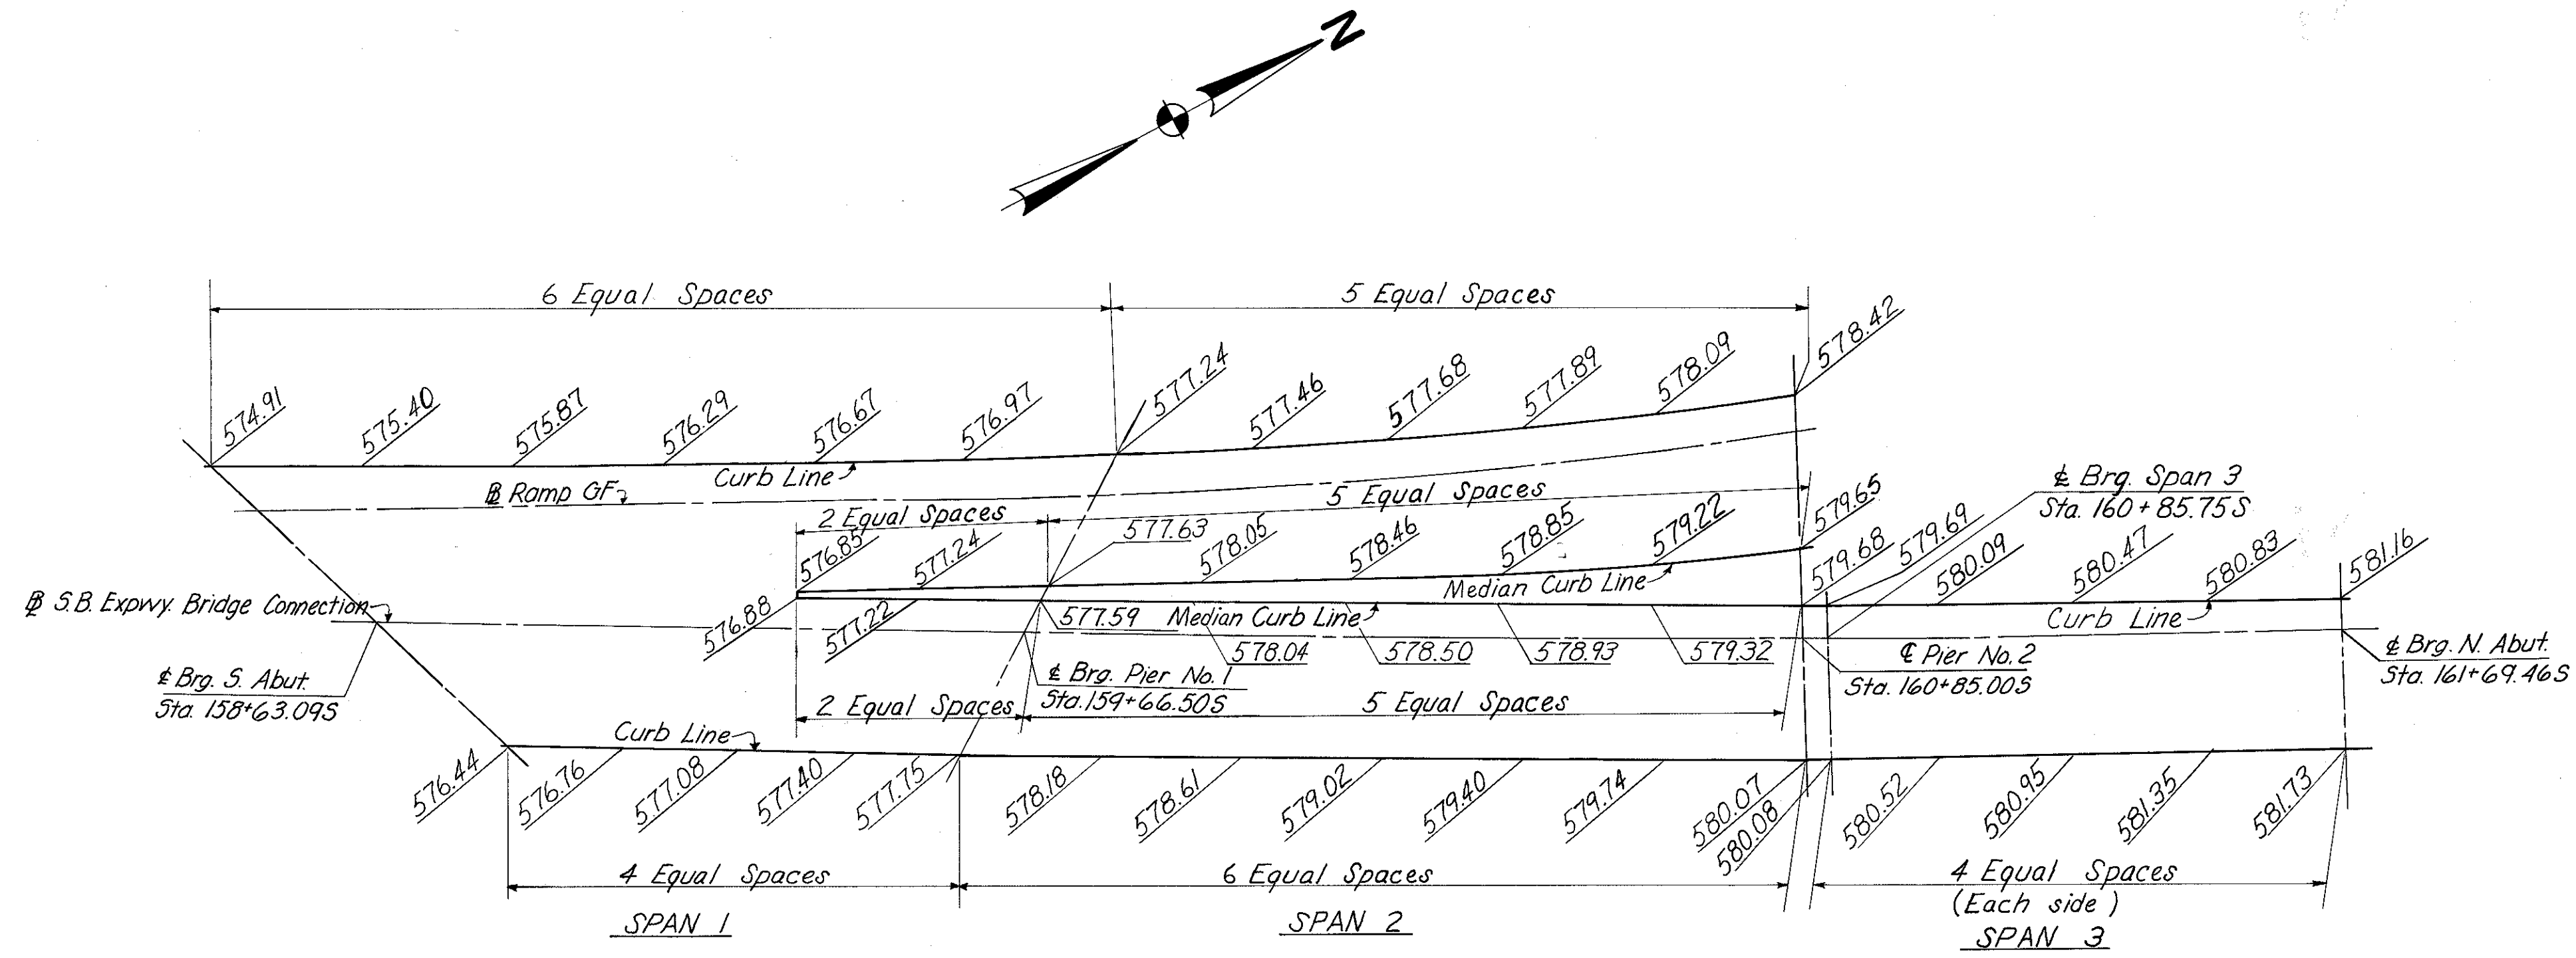 N
6 Equal Spaces
5 Equal Spaces
574.91
575.40
575.87
576.29
576.67
576.97
577.24
577.46
577.68
577.89
578.09
578.42
Curb Line
℄ Brg. Span 3
Sta. 160+85.75S
Ramp GF
5 Equal Spaces
2 Equal Spaces
576.85
577.24
577.63
578.05
578.46
578.85
579.22
579.65
579.68
579.69
580.09
580.47
580.83
581.16
Median Curb Line
S.B. Expwy. Bridge Connection
576.88
577.22
577.59
Median Curb Line
578.04
578.50
578.93
579.32
Curb Line
℄ Brg. S. Abut.
Sta. 158+63.09S
℄ Brg. Pier No. 1
Sta. 159+66.50S
℄ Pier No. 2
Sta. 160+85.00S
℄ Brg. N. Abut.
Sta. 161+69.46S
2 Equal Spaces
5 Equal Spaces
Curb Line
576.44
576.76
577.08
577.40
577.75
578.18
578.61
579.02
579.40
579.74
580.07
580.08
580.52
580.95
581.35
581.73
4 Equal Spaces
6 Equal Spaces
4 Equal Spaces
(Each side)
SPAN 1
SPAN 2
SPAN 3